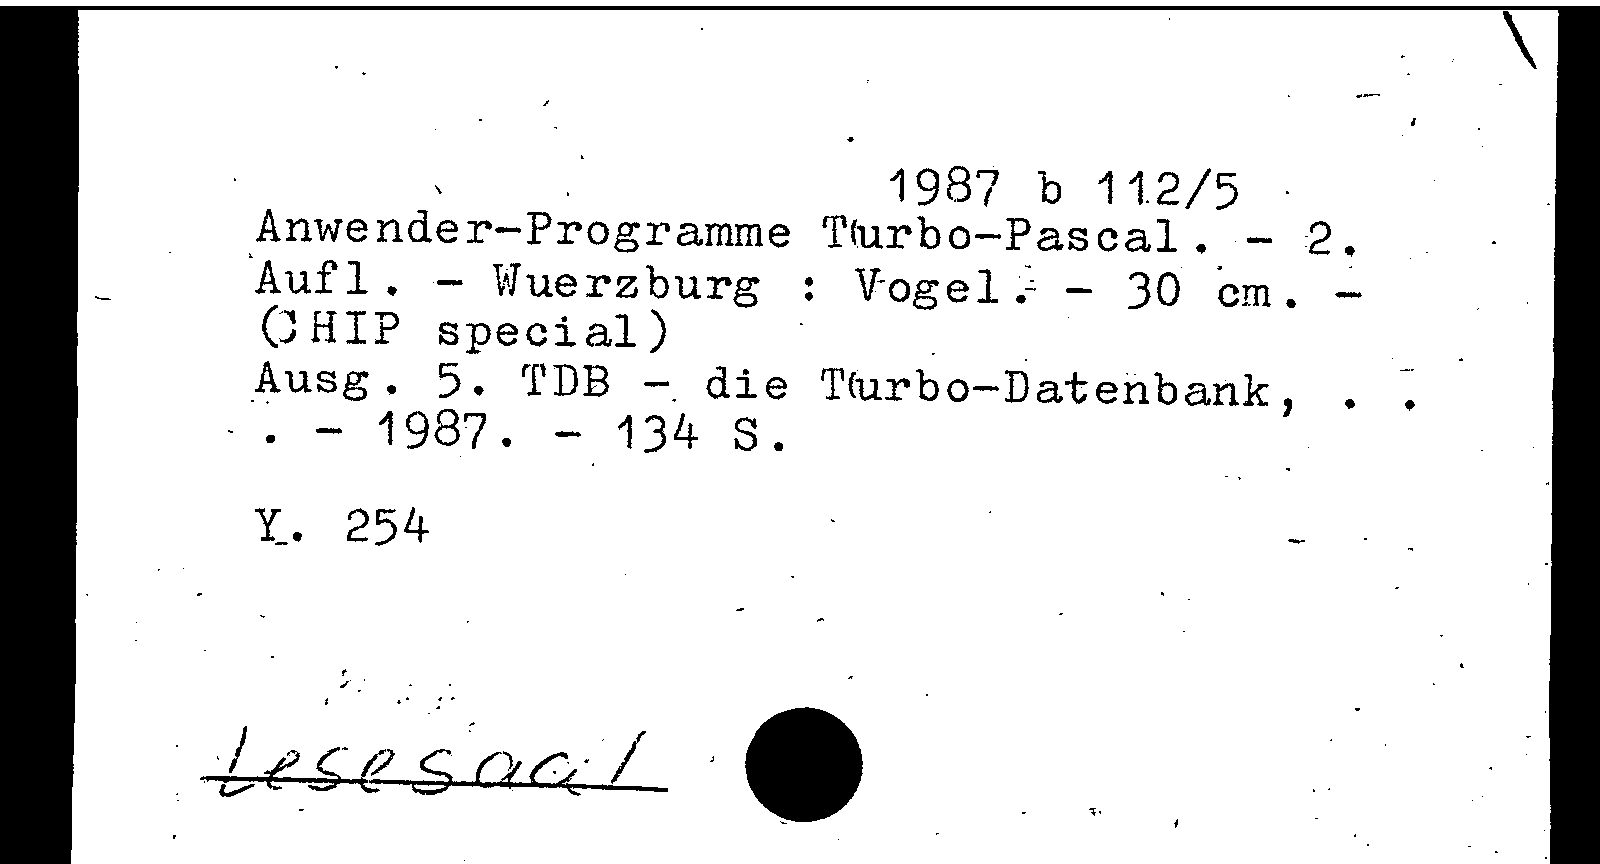 1987 b 112/5
Anwender-Programme Turbo-Pascal. - 2.
Aufl. - Wuerzburg : Vogel. - 30 cm. -
(CHIP special)
Ausg. 5. TDB - die Turbo-Datenbank, . .
. - 1987. - 134 S.
Y. 254
Lesesaal